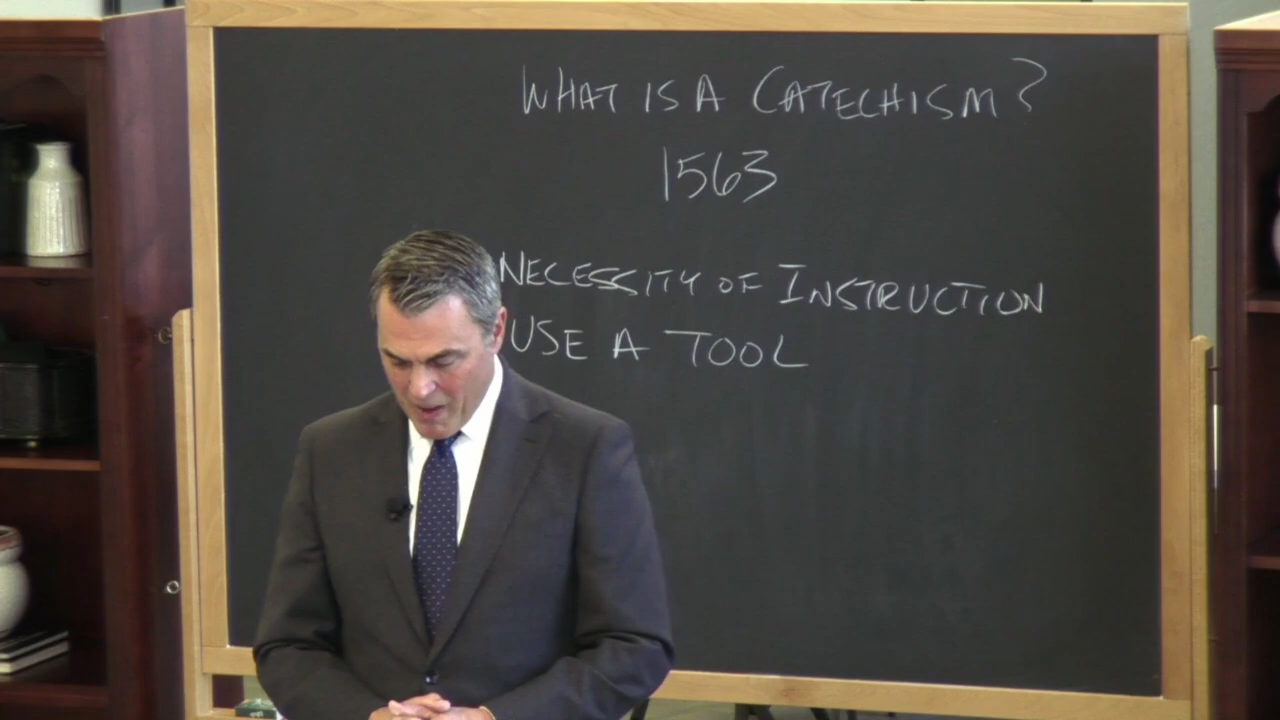 WHAT IS A CATECHISM?
1563
NECESSITY OF INSTRUCTION
USE A TOOL